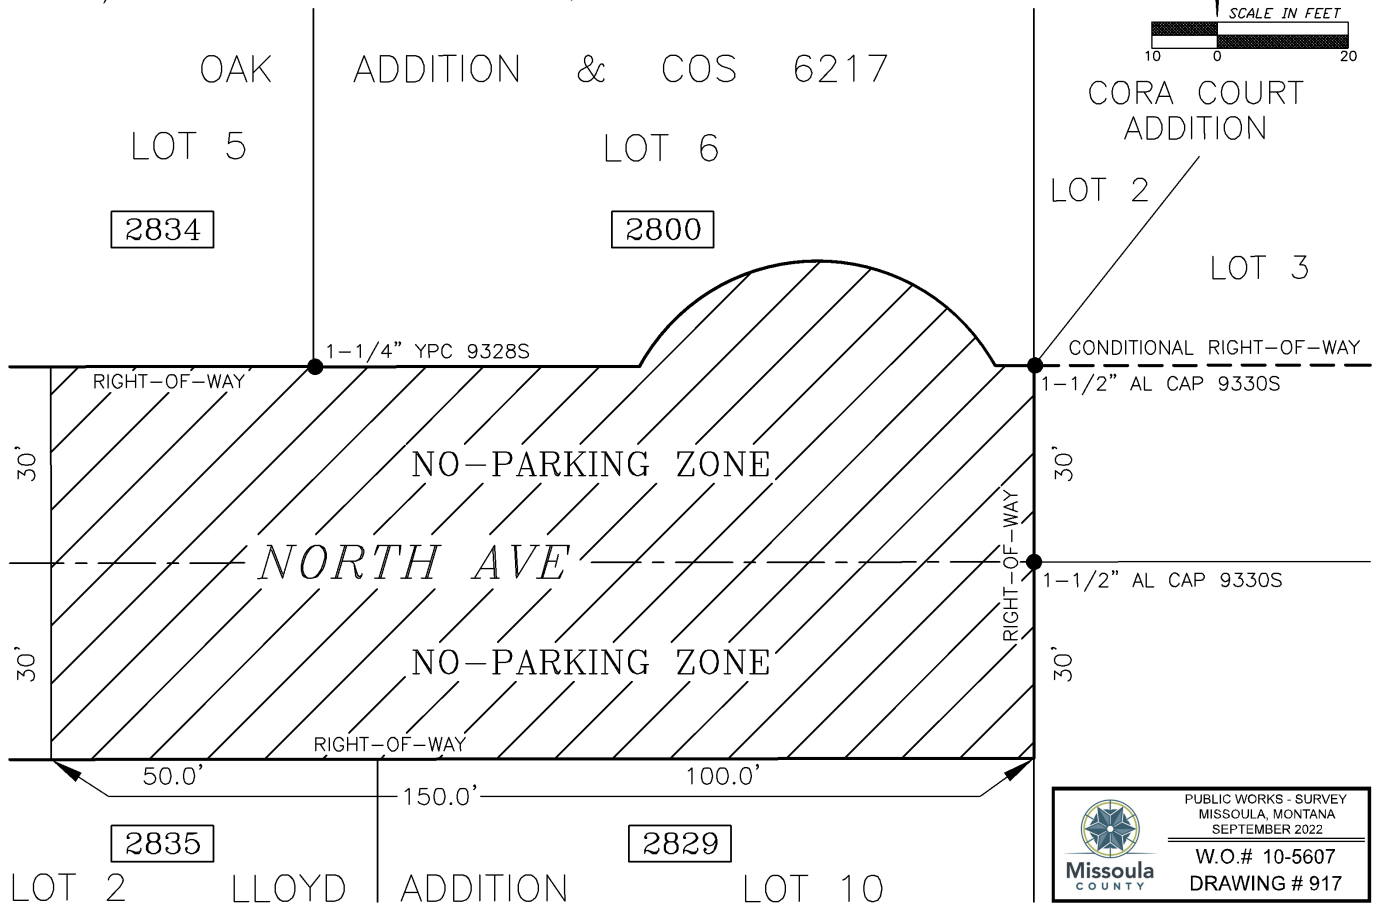 SCALE IN FEET
10 0 20
OAK ADDITION & COS 6217
CORA COURT
ADDITION
LOT 5
LOT 6
LOT 2
2834
2800
LOT 3
1-1/4" YPC 9328S
CONDITIONAL RIGHT-OF-WAY
RIGHT-OF-WAY
1-1/2" AL CAP 9330S
30'
NO-PARKING ZONE
30'
RIGHT-OF-WAY
NORTH AVE
1-1/2" AL CAP 9330S
30'
NO-PARKING ZONE
30'
RIGHT-OF-WAY
50.0'
100.0'
150.0'
2835
2829
LOT 2 LLOYD ADDITION LOT 10
Missoula
COUNTY
PUBLIC WORKS - SURVEY
MISSOULA, MONTANA
SEPTEMBER 2022
W.O.# 10-5607
DRAWING # 917